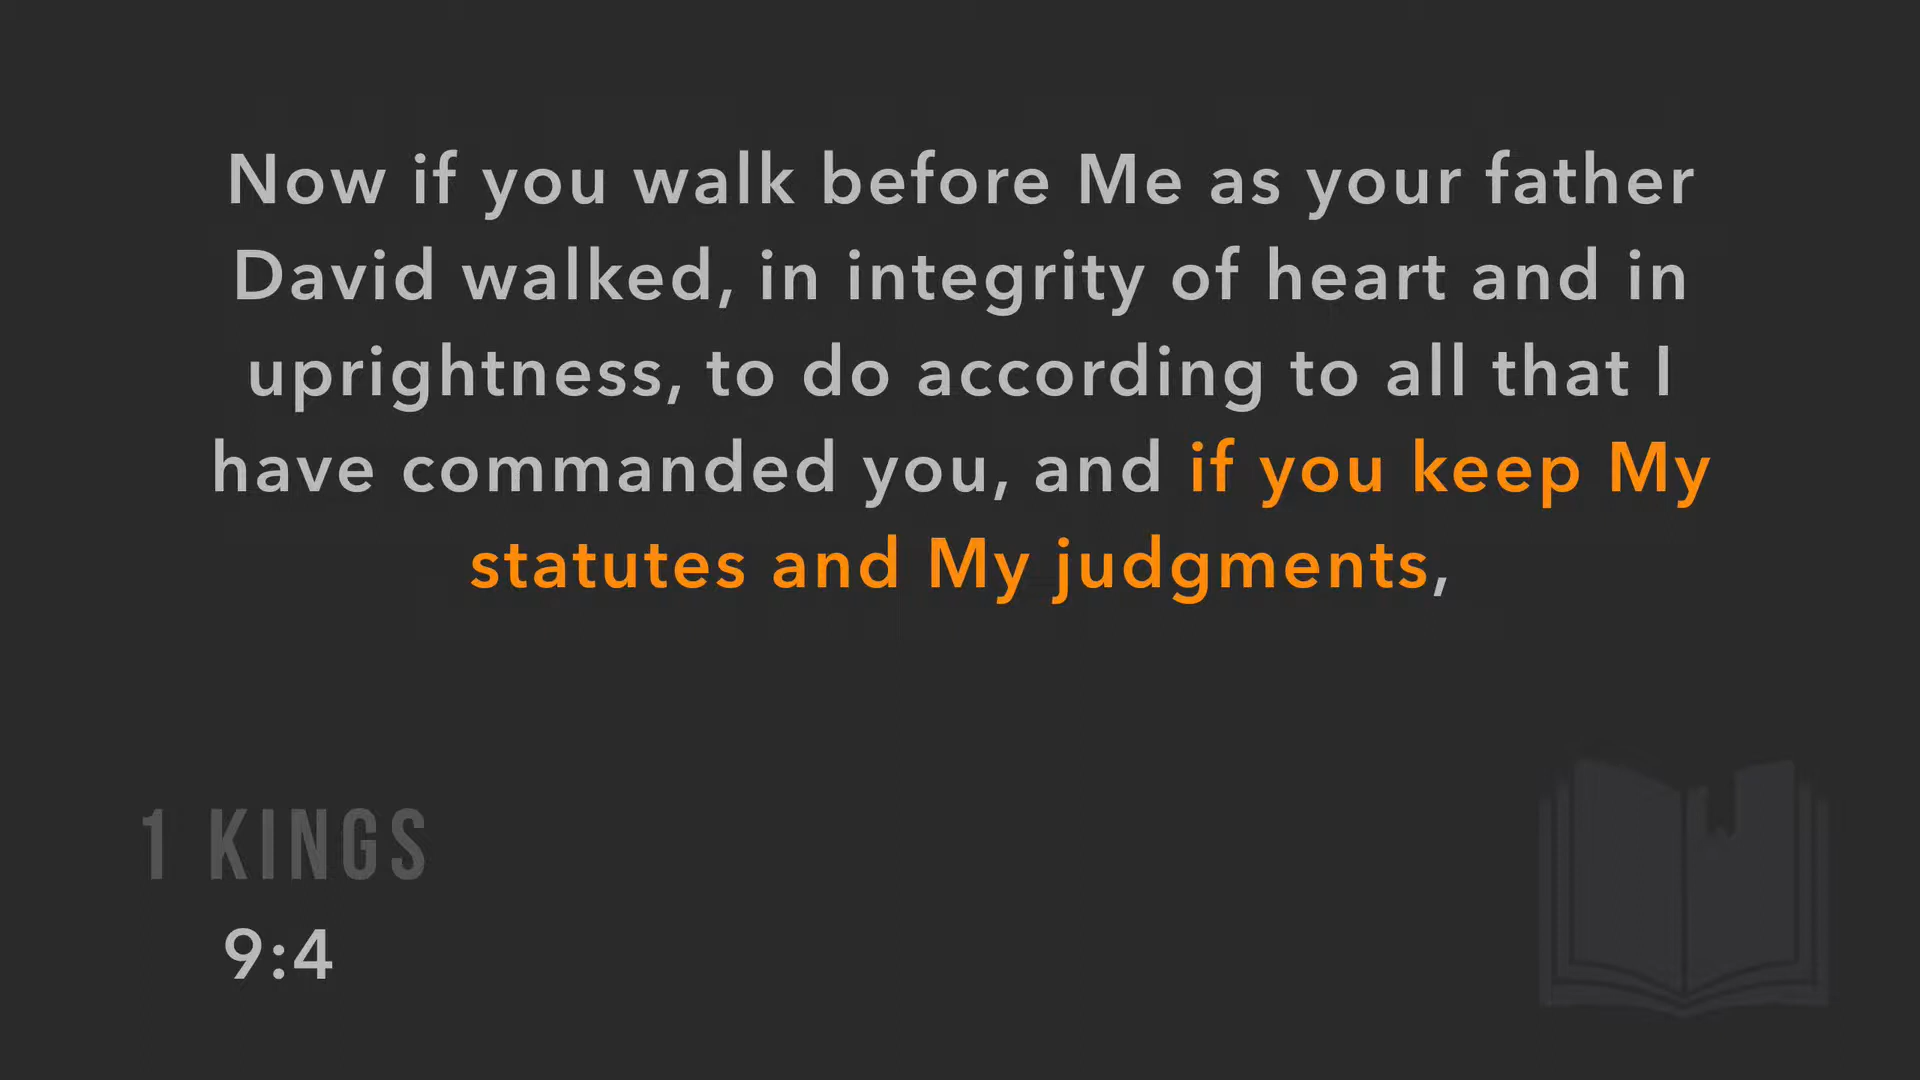 Now if you walk before Me as your father
David walked, in integrity of heart and in
uprightness, to do according to all that I
have commanded you, and if you keep My
statutes and My judgments,
1 KINGS
9:4